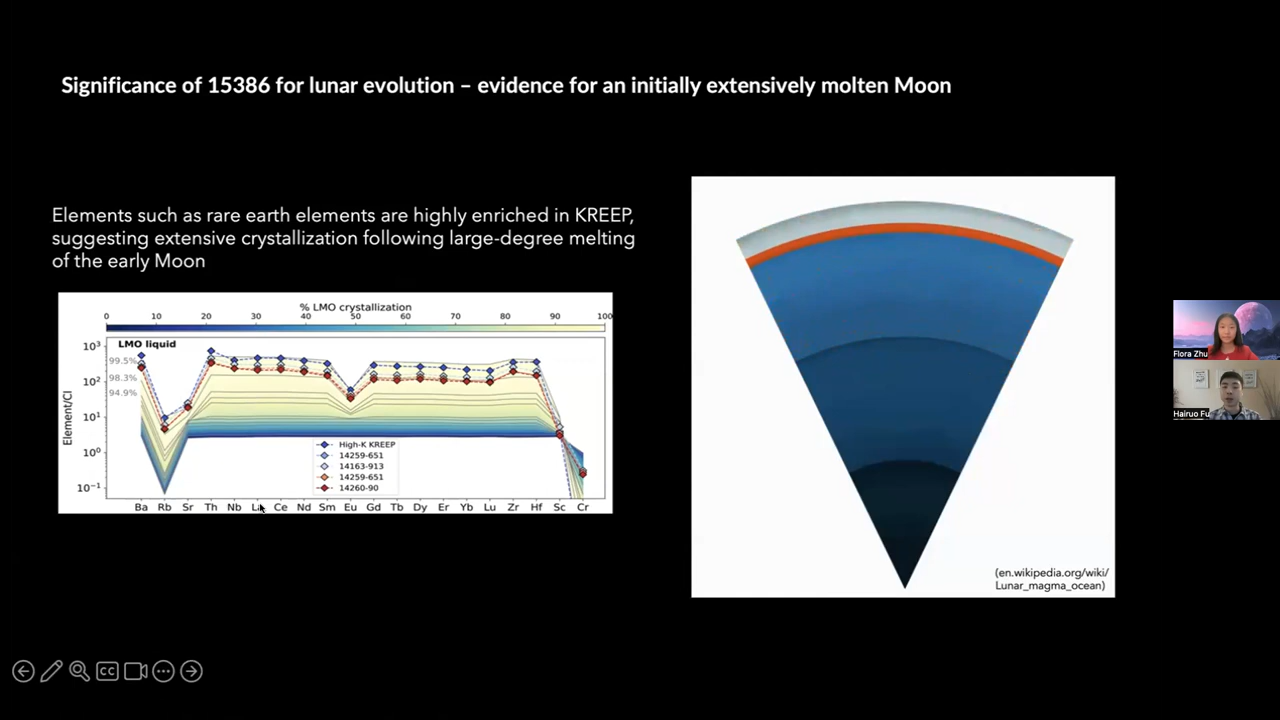 Significance of 15386 for lunar evolution – evidence for an initially extensively molten Moon
Elements such as rare earth elements are highly enriched in KREEP,
suggesting extensive crystallization following large-degree melting
of the early Moon
% LMO crystallization
0 10 20 30 40 50 60 70 80 90 100
LMO liquid
10³
99.5%
98.3%
10²
94.9%
10¹
10⁰
10⁻¹
Element/CI
High-K KREEP
14259-651
14163-913
14259-651
14260-90
Ba Rb Sr Th Nb La Ce Nd Sm Eu Gd Tb Dy Er Yb Lu Zr Hf Sc Cr
(en.wikipedia.org/wiki/
Lunar_magma_ocean)
Flora Zhu
Hairuo Fu
CC